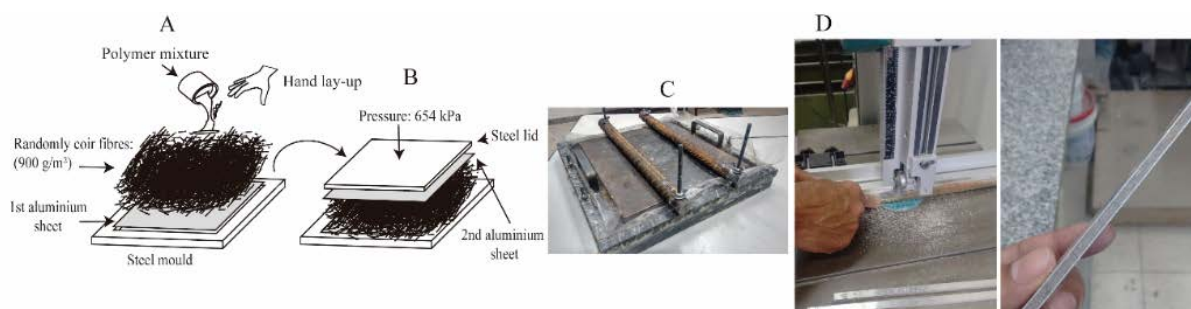 A
Polymer mixture
Hand lay-up
Randomly coir fibres:
(900 g/m³)
1st aluminium
sheet
Steel mould
B
Pressure: 654 kPa
Steel lid
2nd aluminium
sheet
C
D